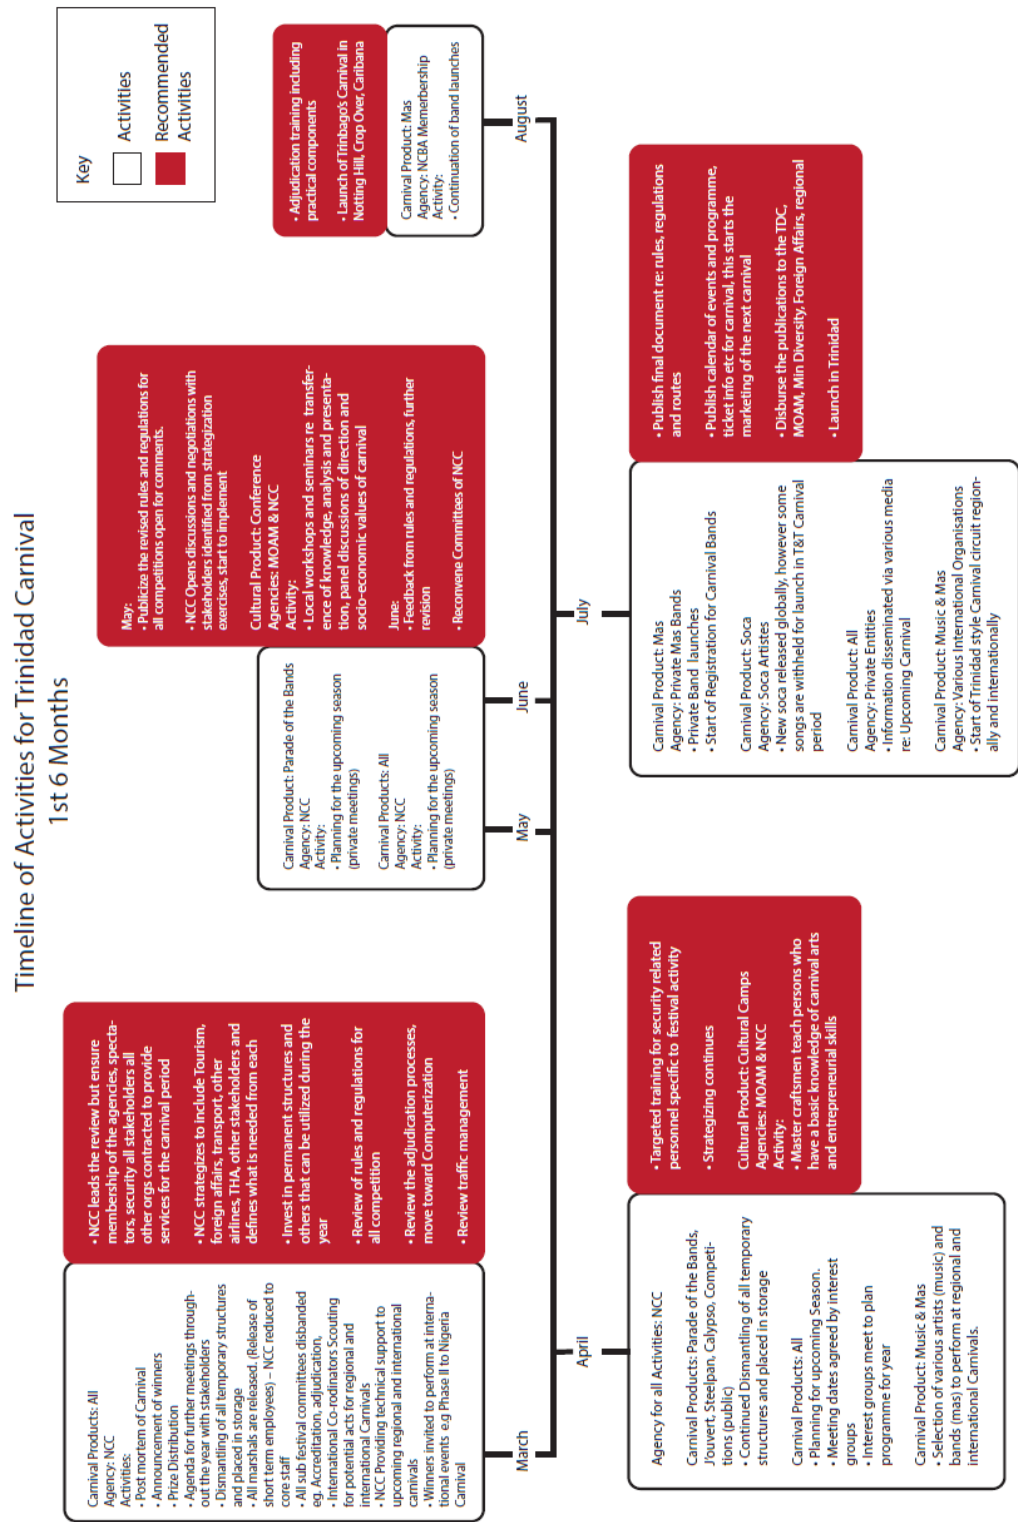 Timeline of Activities for Trinidad Carnival
1st 6 Months
Key
Activities
Recommended
Activities
Carnival Products: All
Agency: NCC
Activities:
• Post mortem of Carnival
• Announcement of winners
• Prize Distribution
• Agenda for further meetings through-
out the year with stakeholders
• Dismantling of all temporary structures
and placed in storage
• All marshals are released. (Release of
short term employees) – NCC reduced to
core staff
• All sub festival committees disbanded
eg. Accreditation, adjudication,
• International Co-rodinators Scouting
for potential acts for regional and
international Carnivals
• NCC Providing technical support to
upcoming regional and international
carnivals
• Winners invited to perform at interna-
tional events e.g Phase II to Nigeria
Carnival
• NCC leads the review but ensure
membership of the agencies, specta-
tors, security all stakeholders all
other orgs contracted to provide
services for the carnival period
• NCC strategizes to include Tourism,
foreign affairs, transport, other
airlines, THA, other stakeholders and
defines what is needed from each
• Invest in permanent structures and
others that can be utilized during the
year
• Review of rules and regulations for
all competition
• Review the adjudication processes,
move toward Computerization
• Review traffic management
Carnival Product: Parade of the Bands
Agency: NCC
Activity:
• Planning for the upcoming season
(private meetings)
Carnival Products: All
Agency: NCC
Activity:
• Planning for the upcoming season
(private meetings)
May:
• Publicize the revised rules and regulations for
all competitions open for comments.
• NCC Opens discussions and negotiations with
stakeholders identified from strategization
exercises, start to implement
Cultural Product: Conference
Agencies: MOAM & NCC
Activity:
• Local workshops and seminars re transfer-
ence of knowledge, analysis and presenta-
tion, panel discussions of direction and
socio-economic values of carnival
June:
• Feedback from rules and regulations, further
revision
• Reconvene Committees of NCC
• Adjudication training including
practical components
• Launch of Trinbago's Carnival in
Notting Hill, Crop Over, Caribana
Carnival Product: Mas
Agency: NCBA Memerbership
Activity:
• Continuation of band launches
March
April
May
June
July
August
Agency for all Activities: NCC
Carnival Products: Parade of the Bands,
J'ouvert, Steelpan, Calypso, Competi-
tions (public)
• Continued Dismantling of all temporary
structures and placed in storage
Carnival Products: All
• Planning for upcoming Season.
• Meeting dates agreed by interest
groups
• Interest groups meet to plan
programme for year
Carnival Product: Music & Mas
• Selection of various artists (music) and
bands (mas) to perform at regional and
international Carnivals.
• Targeted training for security related
personnel specific to festival activity
• Strategizing continues
Cultural Product: Cultural Camps
Agencies: MOAM & NCC
Activity:
• Master craftsmen teach persons who
have a basic knowledge of carnival arts
and entrepreneurial skills
Carnival Product: Mas
Agency: Private Mas Bands
• Private Band launches
• Start of Registration for Carnival Bands
Carnival Product: Soca
Agency: Soca Artistes
• New soca released globally, however some
songs are withheld for launch in T&T Carnival
period
Carnival Product: All
Agency: Private Entities
• Information disseminated via various media
re: Upcoming Carnival
Carnival Product: Music & Mas
Agency: Various International Organisations
• Start of Trinidad style Carnival circuit region-
ally and internationally
• Publish final document re: rules, regulations
and routes
• Publish calendar of events and programme,
ticket info etc for carnival, this starts the
marketing of the next carnival
• Disburse the publications to the TDC,
MOAM, Min Diversity, Foreign Affairs, regional
• Launch in Trinidad